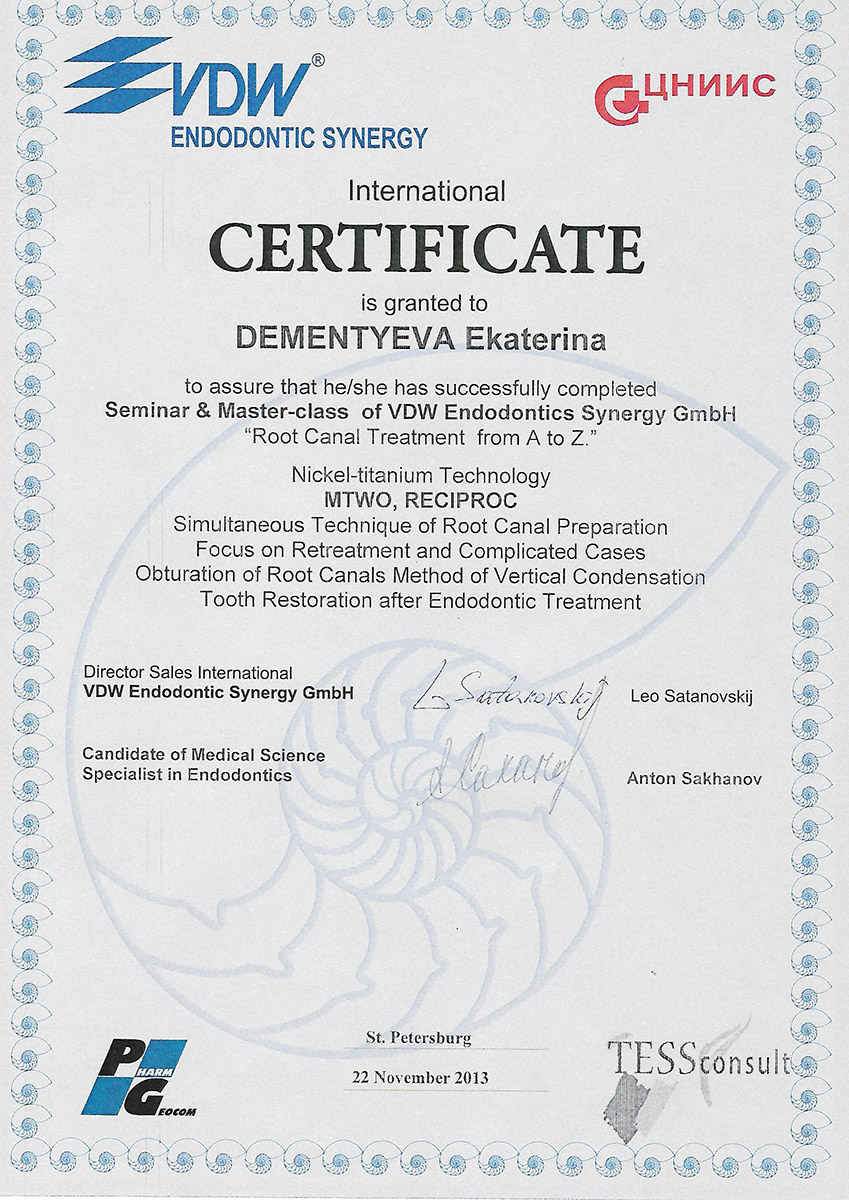 VDW®
ЦНИИС
ENDODONTIC SYNERGY
International
CERTIFICATE
is granted to
DEMENTYEVA Ekaterina
to assure that he/she has successfully completed
Seminar & Master-class of VDW Endodontics Synergy GmbH
“Root Canal Treatment from A to Z.”
Nickel-titanium Technology
MTWO, RECIPROC
Simultaneous Technique of Root Canal Preparation
Focus on Retreatment and Complicated Cases
Obturation of Root Canals Method of Vertical Condensation
Tooth Restoration after Endodontic Treatment
Director Sales International
VDW Endodontic Synergy GmbH
L Satanovskij
Leo Satanovskij
Candidate of Medical Science
Specialist in Endodontics
Anton Sakhanov
St. Petersburg
22 November 2013
PHARM
GEOCOM
TESSconsult